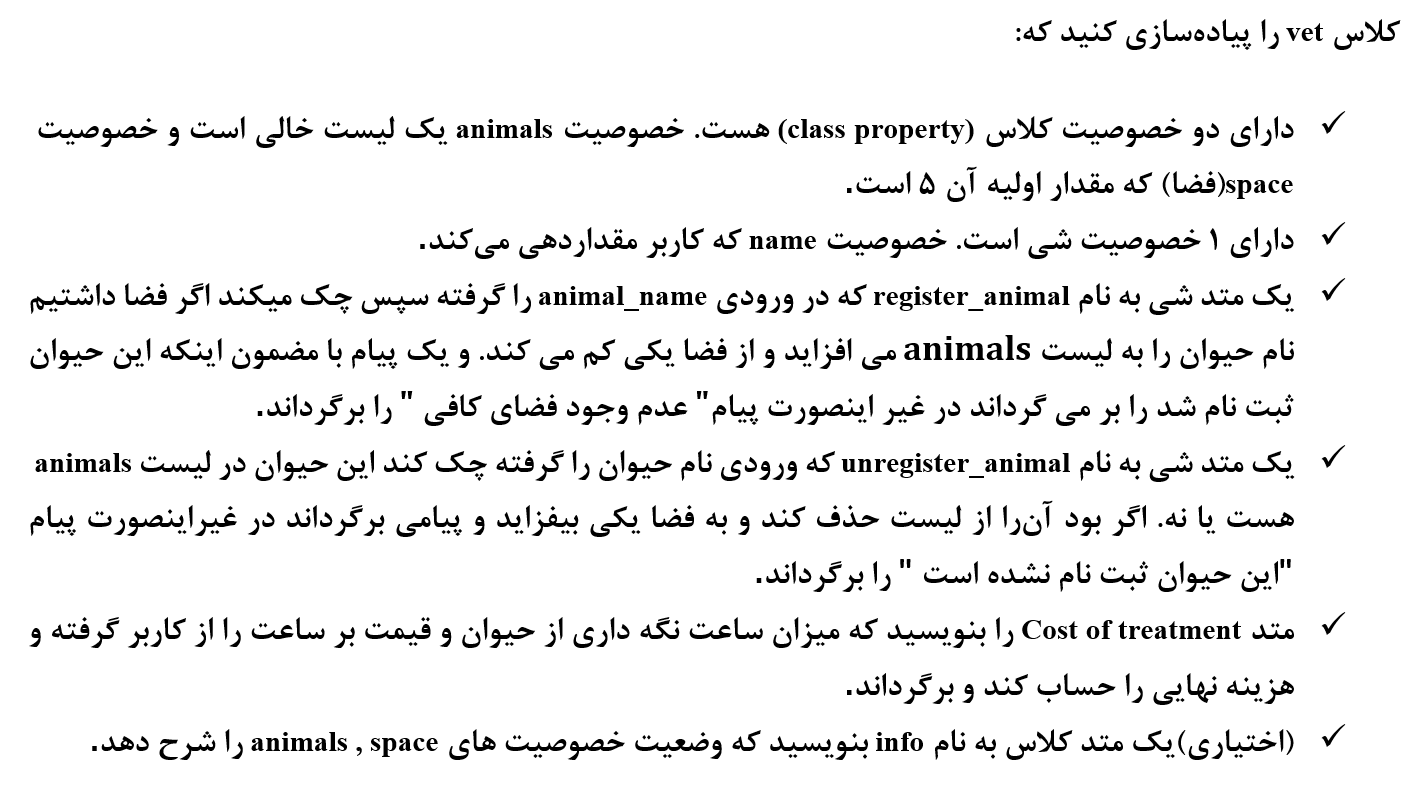 کلاس vet را پیاده‌سازی کنید که:
✓ دارای دو خصوصیت کلاس (class property) هست. خصوصیت animals یک لیست خالی است و خصوصیت
space(فضا) که مقدار اولیه آن ۵ است.
✓ دارای ۱ خصوصیت شی است. خصوصیت name که کاربر مقداردهی می‌کند.
✓ یک متد شی به نام register_animal که در ورودی animal_name را گرفته سپس چک میکند اگر فضا داشتیم
نام حیوان را به لیست animals می افزاید و از فضا یکی کم می کند. و یک پیام با مضمون اینکه این حیوان
ثبت نام شد را بر می گرداند در غیر اینصورت پیام" عدم وجود فضای کافی " را برگرداند.
✓ یک متد شی به نام unregister_animal که ورودی نام حیوان را گرفته چک کند این حیوان در لیست animals
هست یا نه. اگر بود آن‌را از لیست حذف کند و به فضا یکی بیفزاید و پیامی برگرداند در غیراینصورت پیام
"این حیوان ثبت نام نشده است " را برگرداند.
✓ متد Cost of treatment را بنویسید که میزان ساعت نگه داری از حیوان و قیمت بر ساعت را از کاربر گرفته و
هزینه نهایی را حساب کند و برگرداند.
✓ (اختیاری)یک متد کلاس به نام info بنویسید که وضعیت خصوصیت های animals , space را شرح دهد.